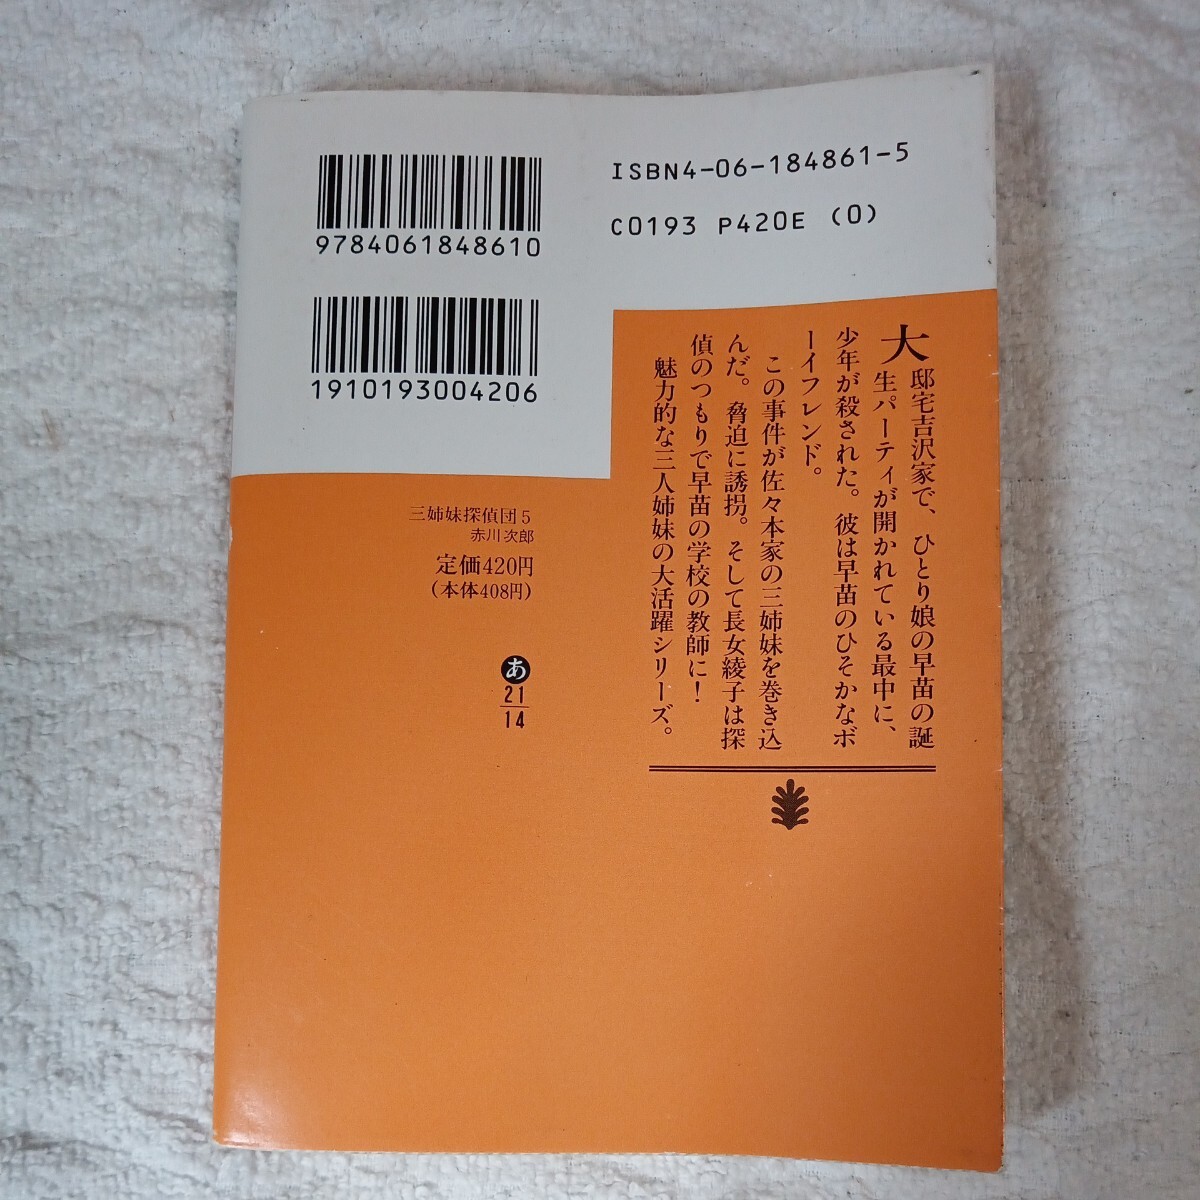 9784061848610
ISBN4-06-184861-5
C0193 P420E (0)
1910193004206
大邸宅吉沢家で、ひとり娘の早苗の誕
生パーティが開かれている最中に、
少年が殺された。彼は早苗のひそかなボ
ーイフレンド。
この事件が佐々本家の三姉妹を巻き込
んだ。脅迫に誘拐。そして長女綾子は探
偵のつもりで早苗の学校の教師に!
魅力的な三人姉妹の大活躍シリーズ。
三姉妹探偵団5
赤川次郎
定価420円
(本体408円)
あ
21
14